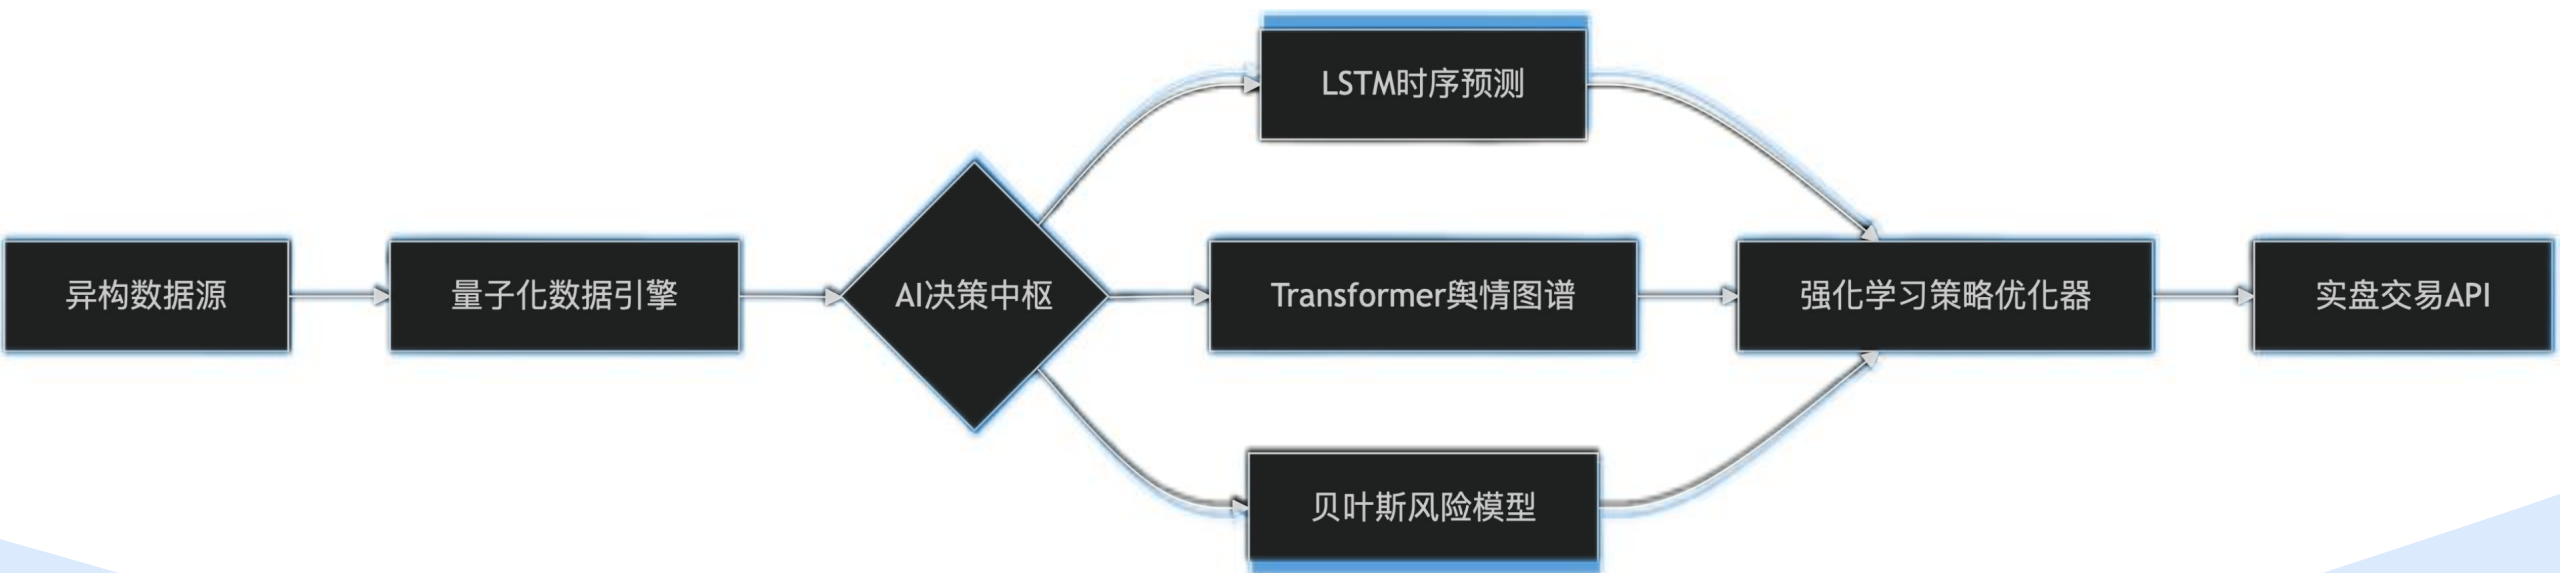 异构数据源
量子化数据引擎
AI决策中枢
LSTM时序预测
Transformer舆情图谱
贝叶斯风险模型
强化学习策略优化器
实盘交易API